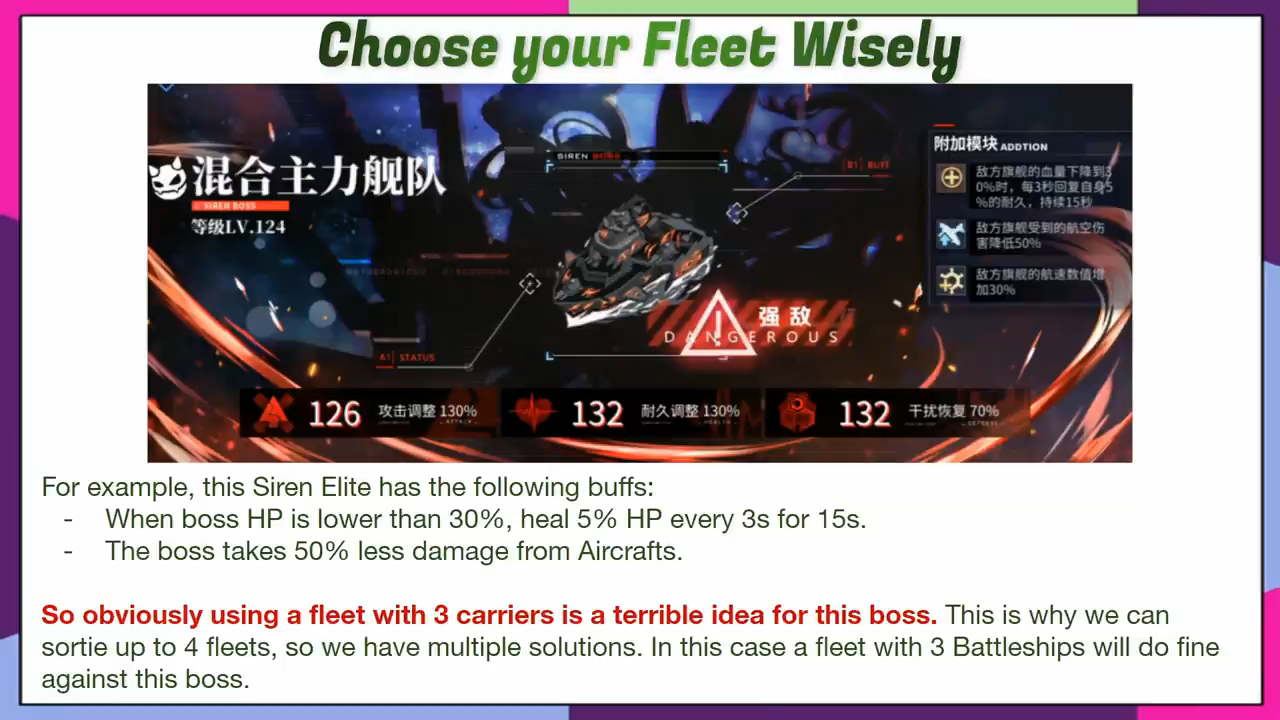 Choose your Fleet Wisely
SIREN BOSS
混合主力舰队
SIREN BOSS
等级LV.124
B1 BUFF
附加模块 ADDTION
敌方旗舰的血量下降到3
0%时，每3秒回复自身5
%的耐久，持续15秒
敌方旗舰受到的航空伤
害降低50%
敌方旗舰的航速数值增
加30%
强敌
DANGEROUS
A1 STATUS
126 攻击调整 130%
ATTACK
132 耐久调整 130%
HEALTH
132 干扰恢复 70%
DEFENSE
For example, this Siren Elite has the following buffs:
- When boss HP is lower than 30%, heal 5% HP every 3s for 15s.
- The boss takes 50% less damage from Aircrafts.
So obviously using a fleet with 3 carriers is a terrible idea for this boss. This is why we can
sortie up to 4 fleets, so we have multiple solutions. In this case a fleet with 3 Battleships will do fine
against this boss.